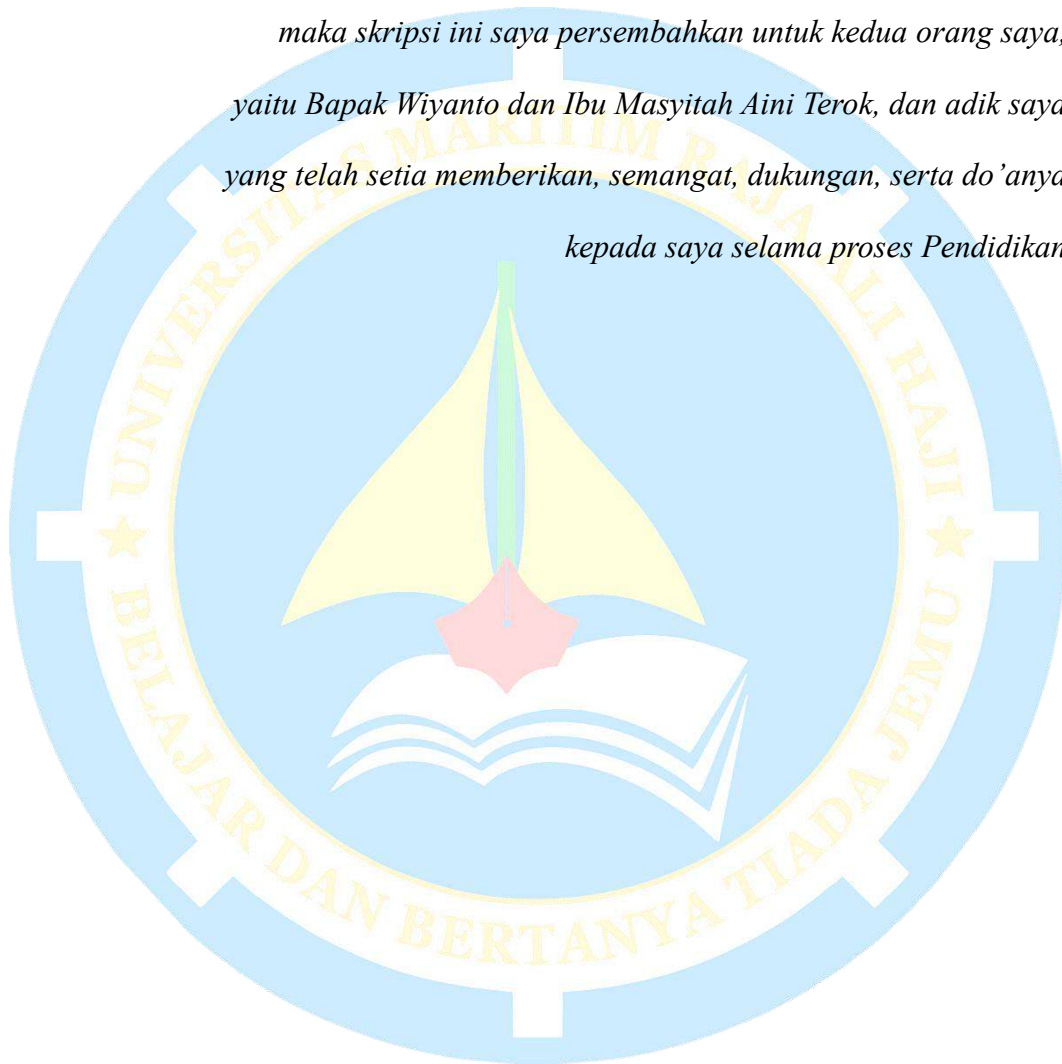 maka skripsi ini saya persembahkan untuk kedua orang saya,
yaitu Bapak Wiyanto dan Ibu Masyitah Aini Terok, dan adik saya
yang telah setia memberikan, semangat, dukungan, serta do’anya
kepada saya selama proses Pendidikan
UNIVERSITAS MARITIM RAJA ALI HAJI
BELAJAR DAN BERTANYA TIADA JEMU